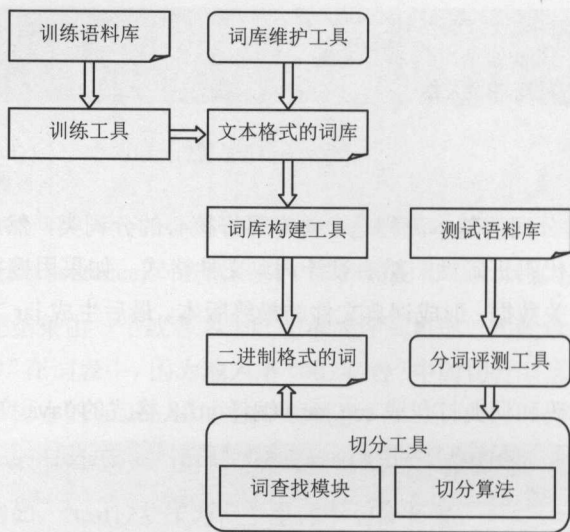 训练语料库
词库维护工具
训练工具
文本格式的词库
词库构建工具
测试语料库
二进制格式的词
分词评测工具
切分工具
词查找模块
切分算法